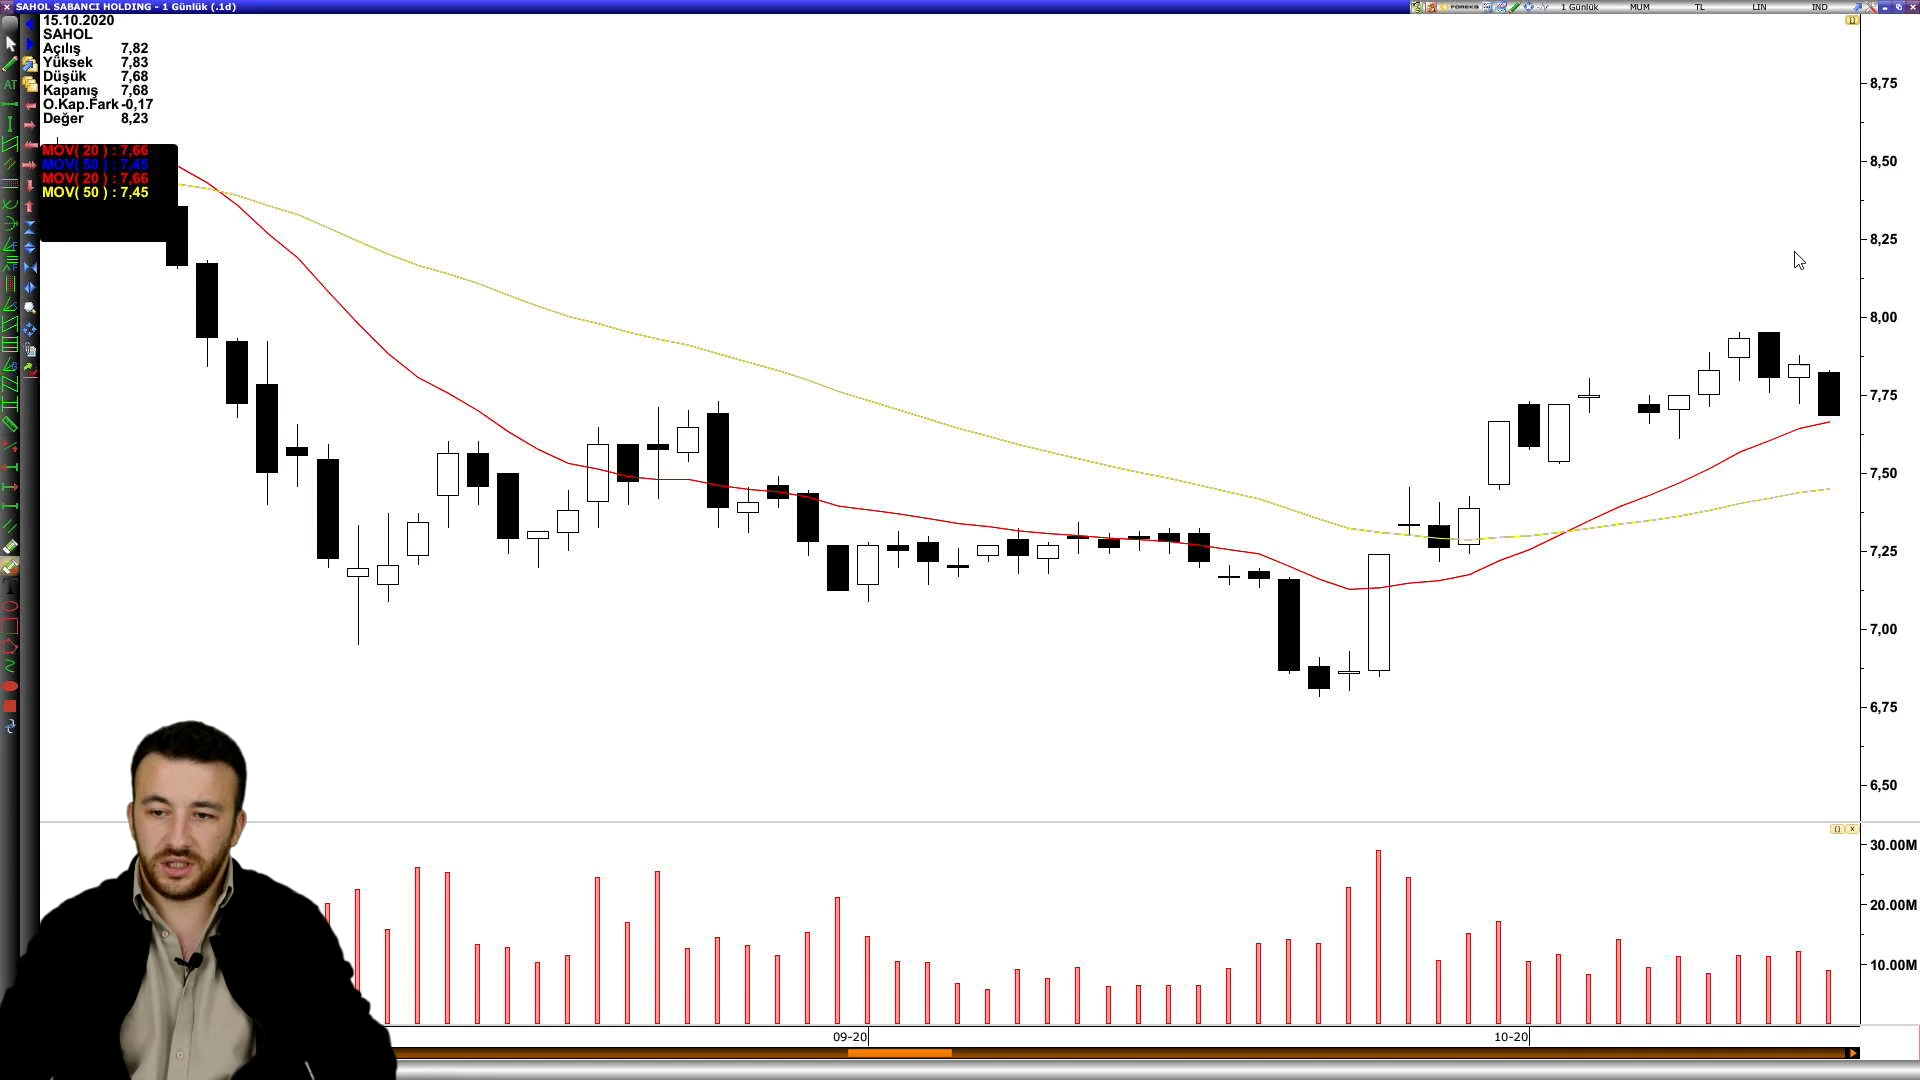 SAHOL SABANCI HOLDING - 1 Günlük (.1d)
FOREKS 1 Günlük MUM TL LIN IND
15.10.2020
SAHOL
Açılış 7,82
Yüksek 7,83
Düşük 7,68
Kapanış 7,68
O.Kap.Fark -0,17
Değer 8,23
MOV( 20 ) : 7,66
MOV( 50 ) : 7,45
MOV( 20 ) : 7,66
MOV( 50 ) : 7,45
AT
8,75
8,50
8,25
8,00
7,75
7,50
7,25
7,00
6,75
6,50
30.00M
20.00M
10.00M
09-20
10-20